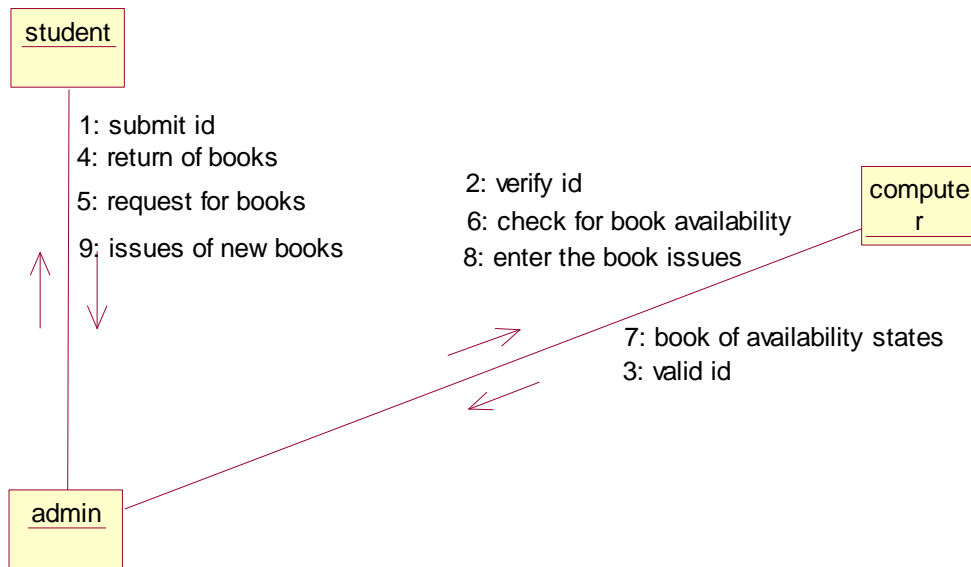 student
1: submit id
4: return of books
5: request for books
9: issues of new books
2: verify id
6: check for book availability
8: enter the book issues
compute
r
7: book of availability states
3: valid id
admin